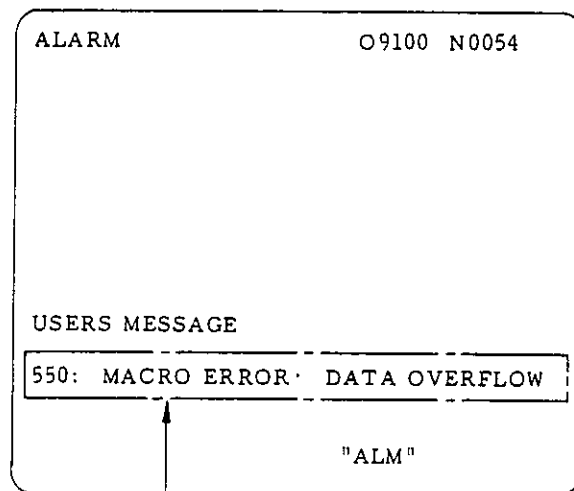 ALARM O9100 N0054
USERS MESSAGE
550: MACRO ERROR· DATA OVERFLOW
"ALM"